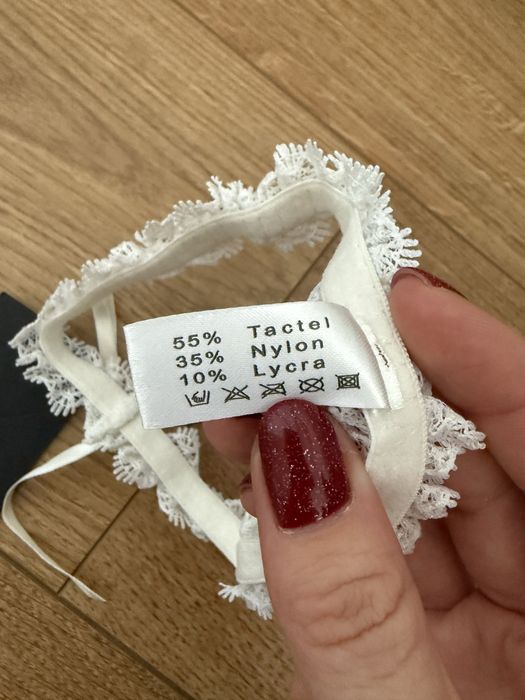 55% Tactel
35% Nylon
10% Lycra